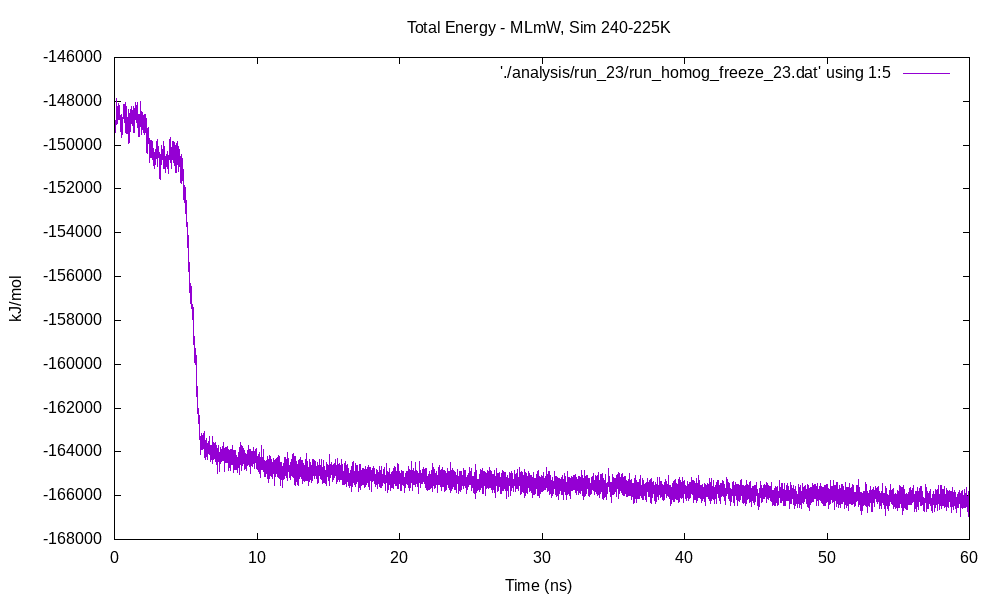 Total Energy - MLmW, Sim 240-225K
'./analysis/run_23/run_homog_freeze_23.dat' using 1:5
-146000
-148000
-150000
-152000
-154000
-156000
-158000
-160000
-162000
-164000
-166000
-168000
kJ/mol
0 10 20 30 40 50 60
Time (ns)